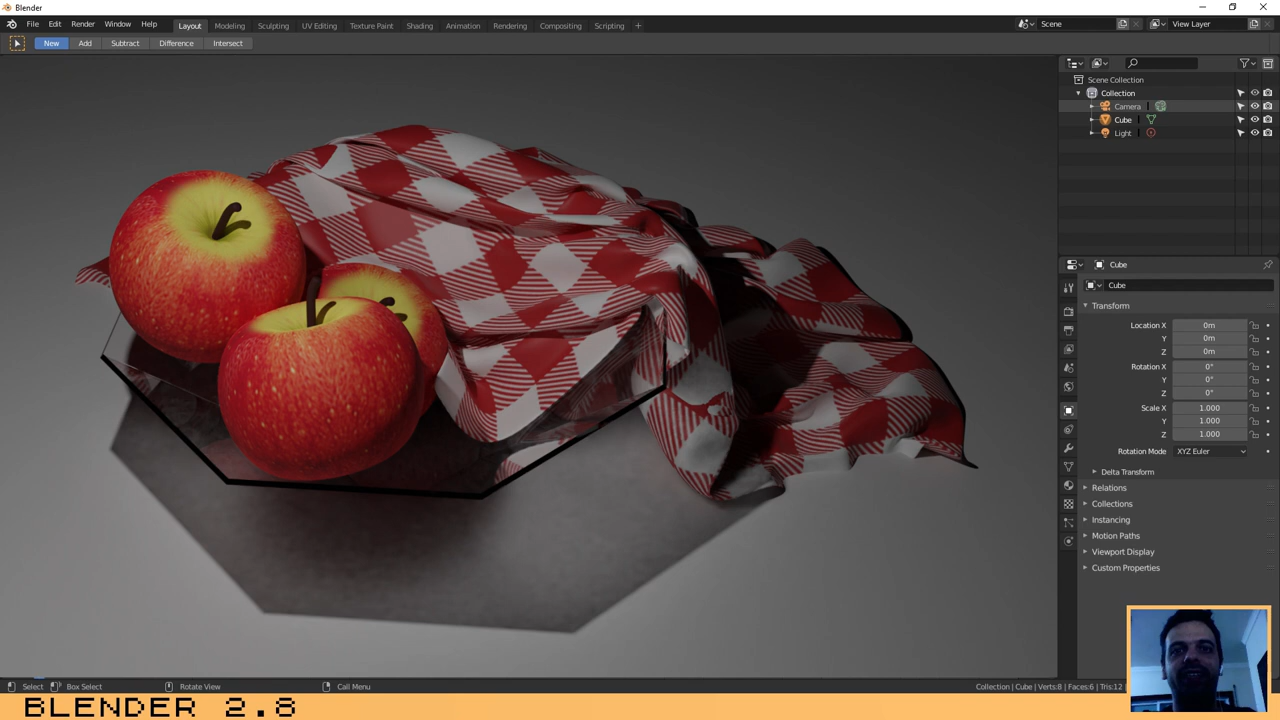 Blender
File Edit Render Window Help Layout Modeling Sculpting UV Editing Texture Paint Shading Animation Rendering Compositing Scripting + Scene View Layer
New Add Subtract Difference Intersect
Scene Collection
Collection
Camera
Cube
Light
Cube
Cube
Transform
Location X 0m
Y 0m
Z 0m
Rotation X 0°
Y 0°
Z 0°
Scale X 1.000
Y 1.000
Z 1.000
Rotation Mode XYZ Euler
Delta Transform
Relations
Collections
Instancing
Motion Paths
Viewport Display
Custom Properties
Select Box Select Rotate View Call Menu Collection | Cube | Verts:8 | Faces:6 | Tris:12 |
BLENDER 2.8